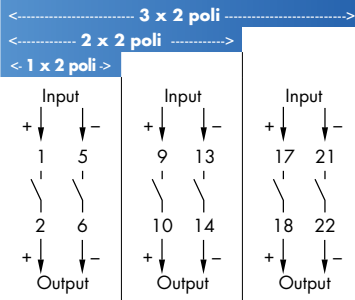 <---------------------- 3 x 2 poli ---------------------->
<------------ 2 x 2 poli ----------->
<- 1 x 2 poli ->
Input Input Input
+ – + – + –
1 5 9 13 17 21
2 6 10 14 18 22
+ – + – + –
Output Output Output